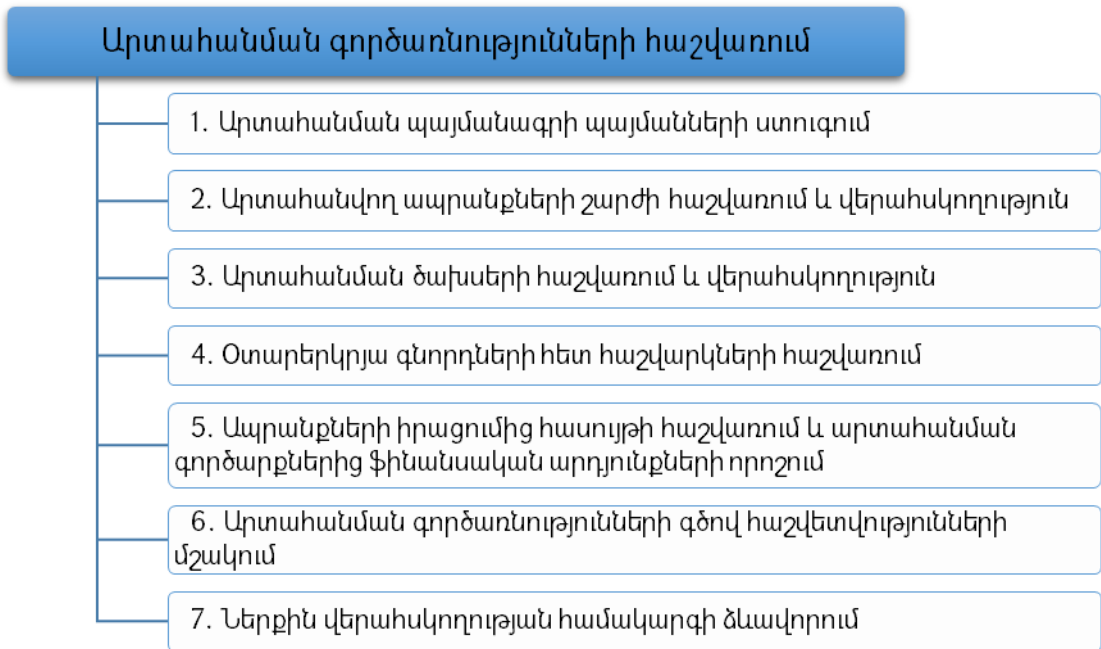 Արտահանման գործառնությունների հաշվառում
1. Արտահանման պայմանագրի պայմանների ստուգում
2. Արտահանվող ապրանքների շարժի հաշվառում և վերահսկողություն
3. Արտահանման ծախսերի հաշվառում և վերահսկողություն
4. Օտարերկրյա գնորդների հետ հաշվարկների հաշվառում
5. Ապրանքների իրացումից հասույթի հաշվառում և արտահանման
գործարքներից ֆինանսական արդյունքների որոշում
6. Արտահանման գործառնությունների գծով հաշվետվությունների
մշակում
7. Ներքին վերահսկողության համակարգի ձևավորում